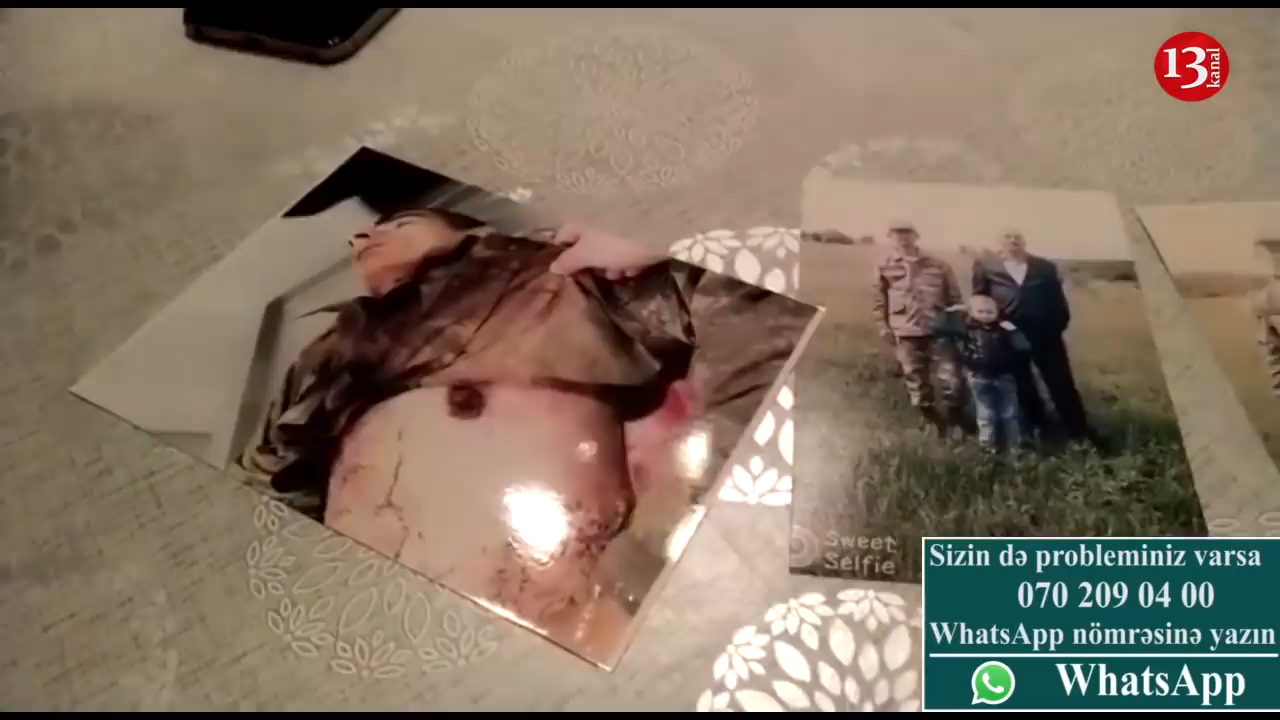 13
kanal
Sweet
Selfie
Sizin də probleminiz varsa
070 209 04 00
WhatsApp nömrəsinə yazın
WhatsApp